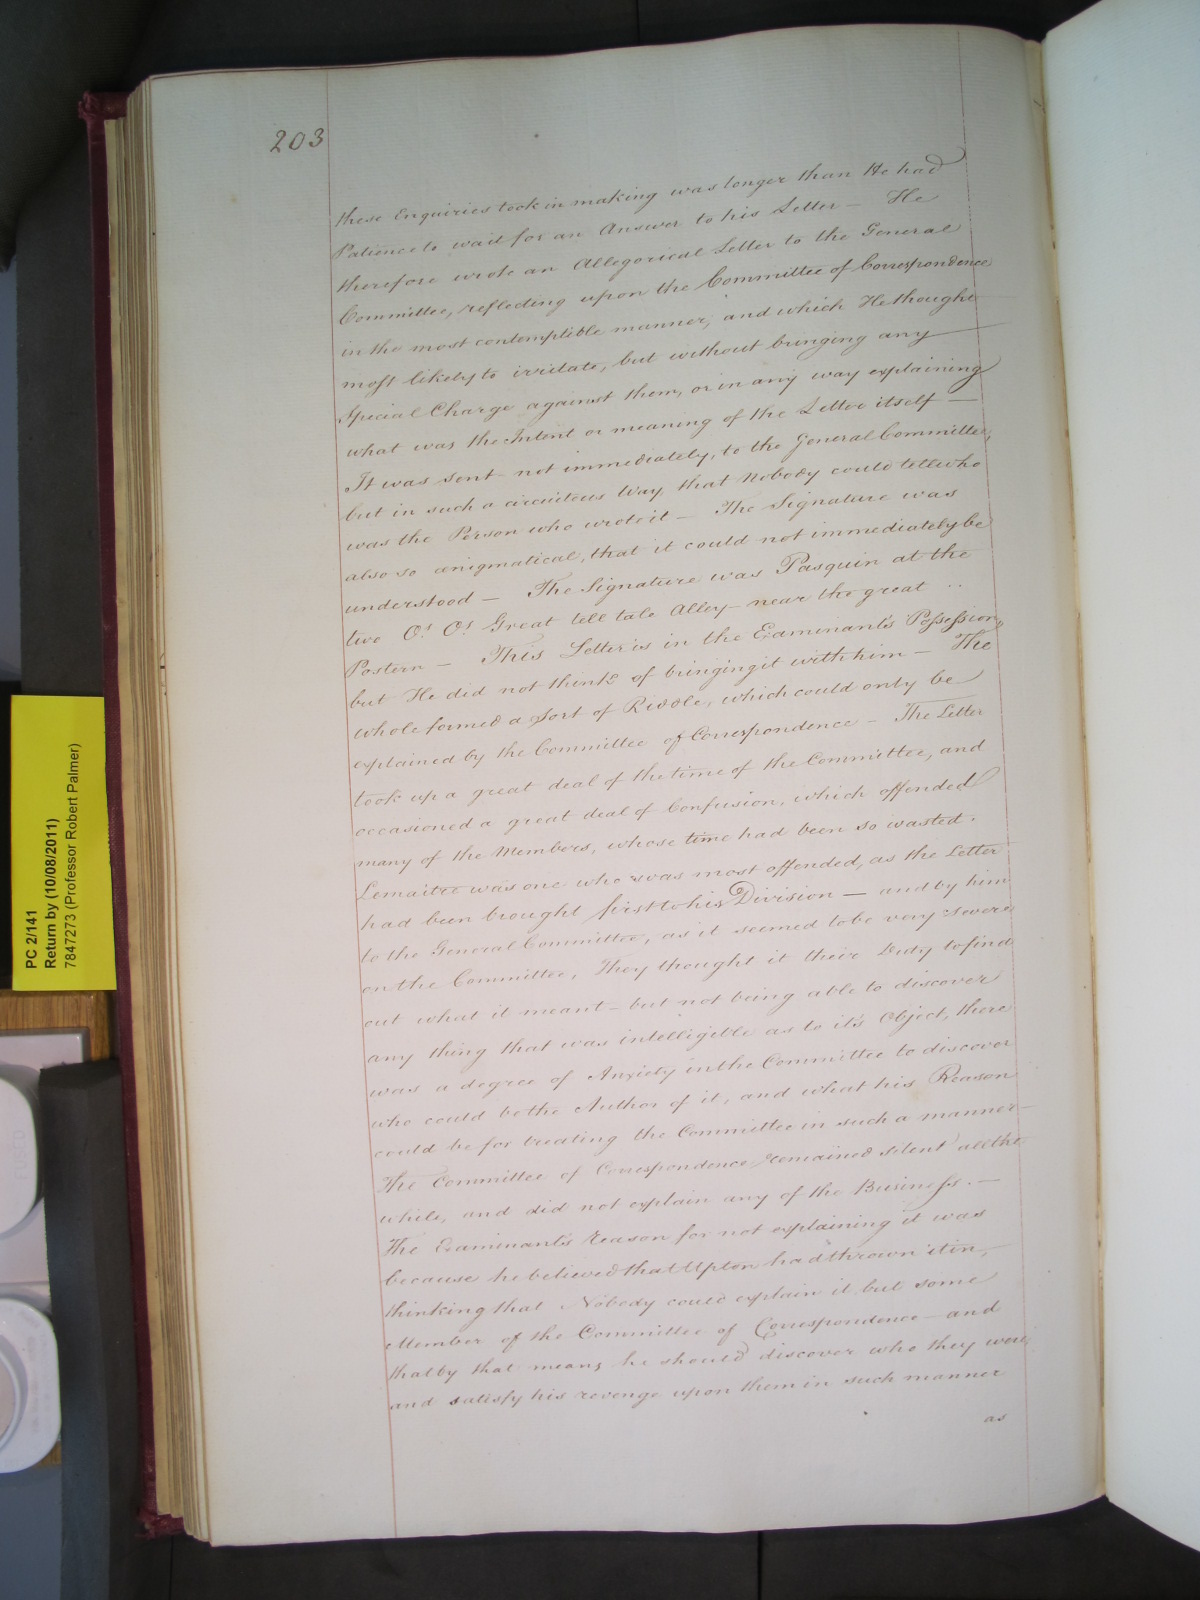 203
these Enquiries took in making was longer than He had
Patience to wait for an Answer to his Letter — He
therefore wrote an Allegorical Letter to the General
Committee, reflecting upon the Committee of Correspondence
in the most contemptible manner, and which He thought
most likely to irritate, but without bringing any
Special Charge against them, or in any way explaining
what was the Intent or meaning of the Letter itself —
It was sent not immediately, to the General Committee,
but in such a circuitous Way, that Nobody could tell who
was the Person who wrote it — The Signature was
also so ænigmatical, that it could not immediately be
understood — The Signature was Pasquin at the
two Os. Os. Great tell tale Alley — near the great ..
Postern — This Letter is in the Examinant's Possession,
but He did not think of bringing it with him — The
whole formed a Sort of Riddle, which could only be
explained by the Committee of Correspondence — The Letter
took up a great deal of the time of the Committee, and
occasioned a great deal of Confusion, which offended
many of the Members, whose time had been so wasted.
Lemaitre was one who was most offended, as the Letter
had been brought first to his Division — and by him
to the General Committee, as it seemed to be very severe
on the Committee, They thought it their Duty to find
out what it meant — but not being able to discover
any thing that was intelligible as to it's Object, there
was a degree of Anxiety in the Committee to discover
who could be the Author of it, and what his Reason
could be for treating the Committee in such a manner —
The Committee of Correspondence remained silent all the
while, and did not explain any of the Business. —
The Examinant's reason for not explaining it was
because he believed that Upton had thrown it in,
thinking that Nobody could explain it but some
Member of the Committee of Correspondence — and
that by that means he should discover who they were
and satisfy his revenge upon them in such manner
as
PC 2/141
Return by (10/08/2011)
7847273 (Professor Robert Palmer)